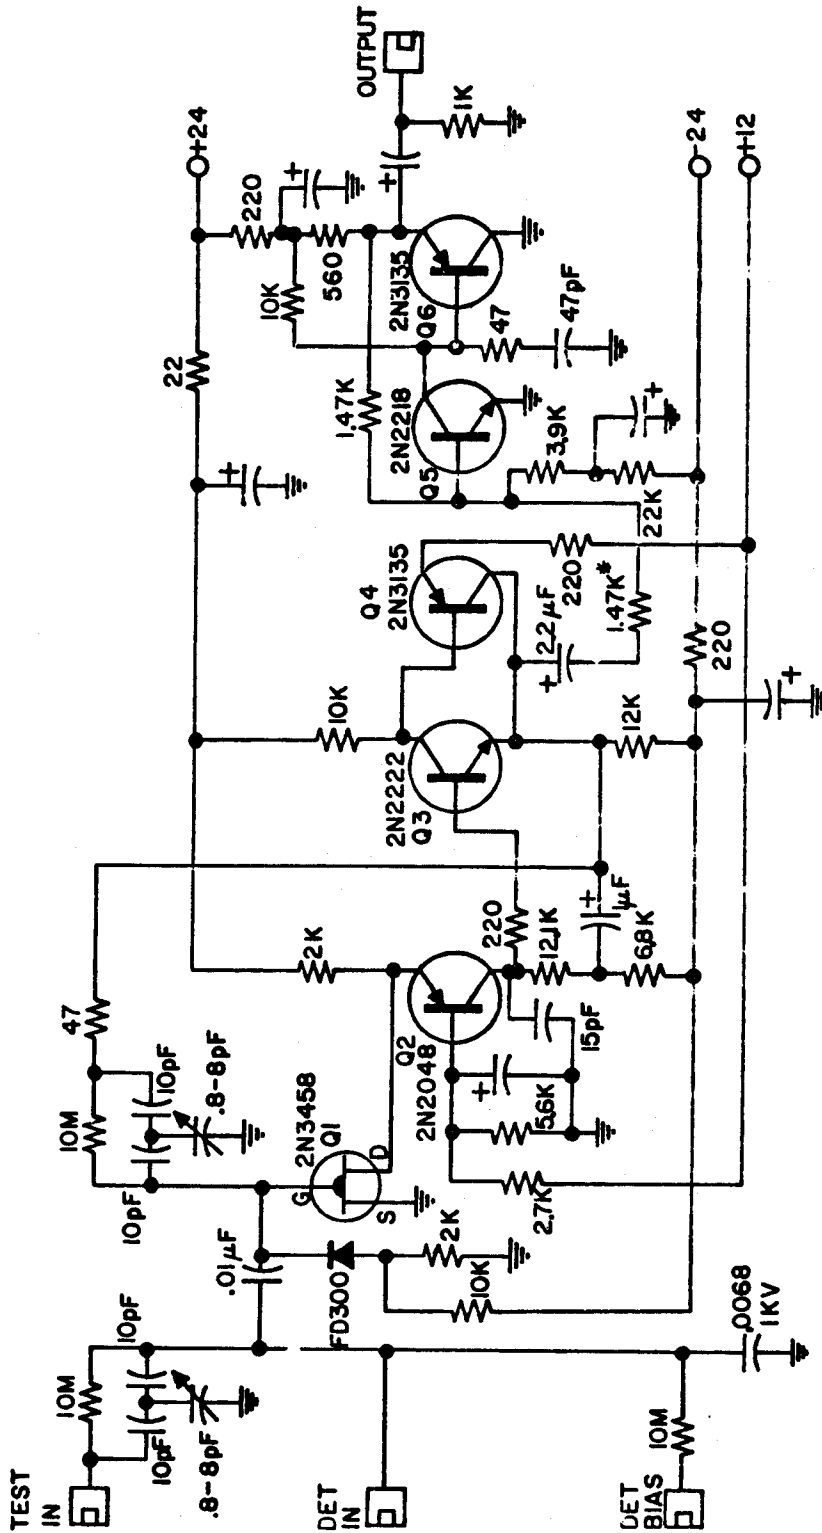 TEST
IN
DET
IN
DET
BIAS
10M
10pF
10pF
.8-8pF
.01µF
FD300
10M
.0068
1KV
10M
10pF
10pF
.8-8pF
47
G
D
S
2N3458
Q1
2K
10K
2.7K
5.6K
15pF
Q2
2N2048
2K
220
12.1K
6.8K
1µF
+
+
2N2222
Q3
10K
12K
220
+
Q4
2N3135
220
2.2µF
+
1.47K*
22K
3.9K
+
+
22
1.47K
2N2218
Q5
10K
560
220
+
2N3135
Q6
47
47pF
+
1K
OUTPUT
+24
-24
+12